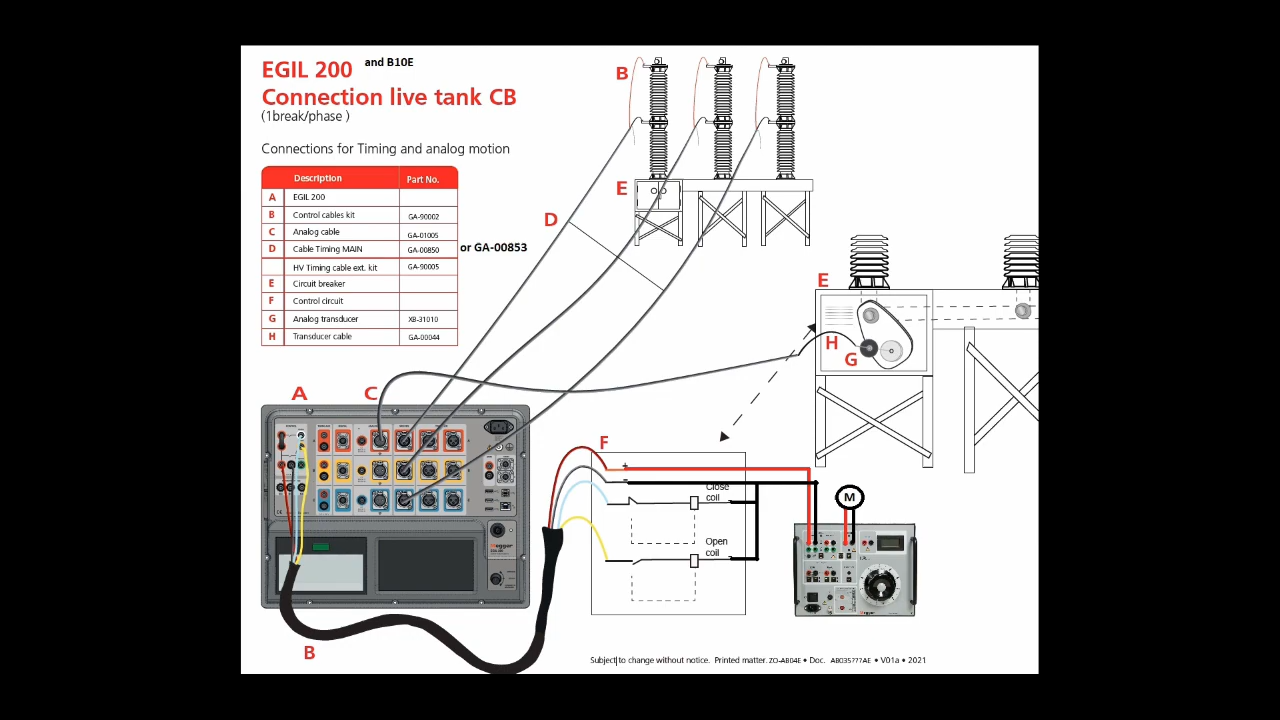 EGIL 200 and B10E
Connection live tank CB
(1break/phase )
Connections for Timing and analog motion
Description Part No.
A EGIL 200
B Control cables kit GA-90002
C Analog cable GA-01005
D Cable Timing MAIN GA-00850 or GA-00853
HV Timing cable ext. kit GA-90005
E Circuit breaker
F Control circuit
G Analog transducer XB-31010
H Transducer cable GA-00044
B
E
D
E
H
G
A
C
F
+
-
Close
coil
M
Open
coil
B
Subject to change without notice. Printed matter. ZO-AB04E • Doc. AB035???AE • V01a • 2021